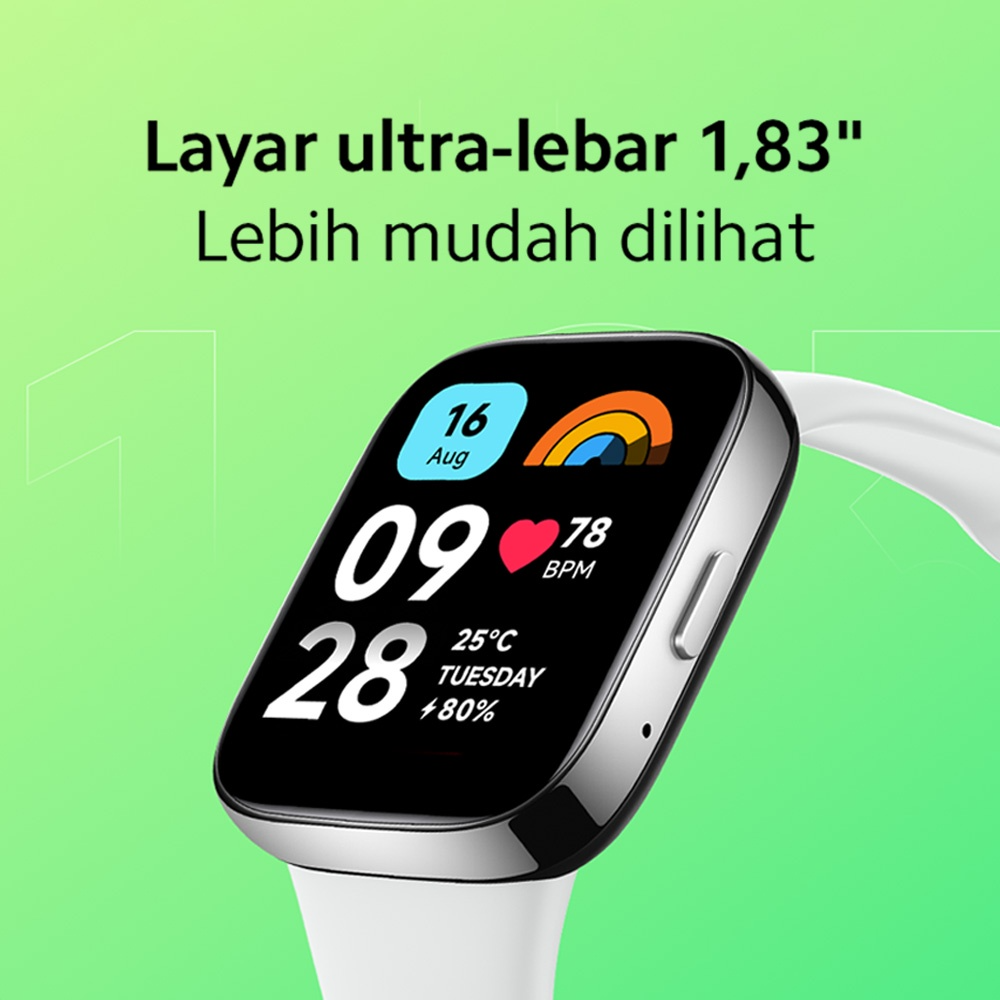 Layar ultra-lebar 1,83"
Lebih mudah dilihat
16
Aug
09
78
BPM
28
25°C
TUESDAY
80%